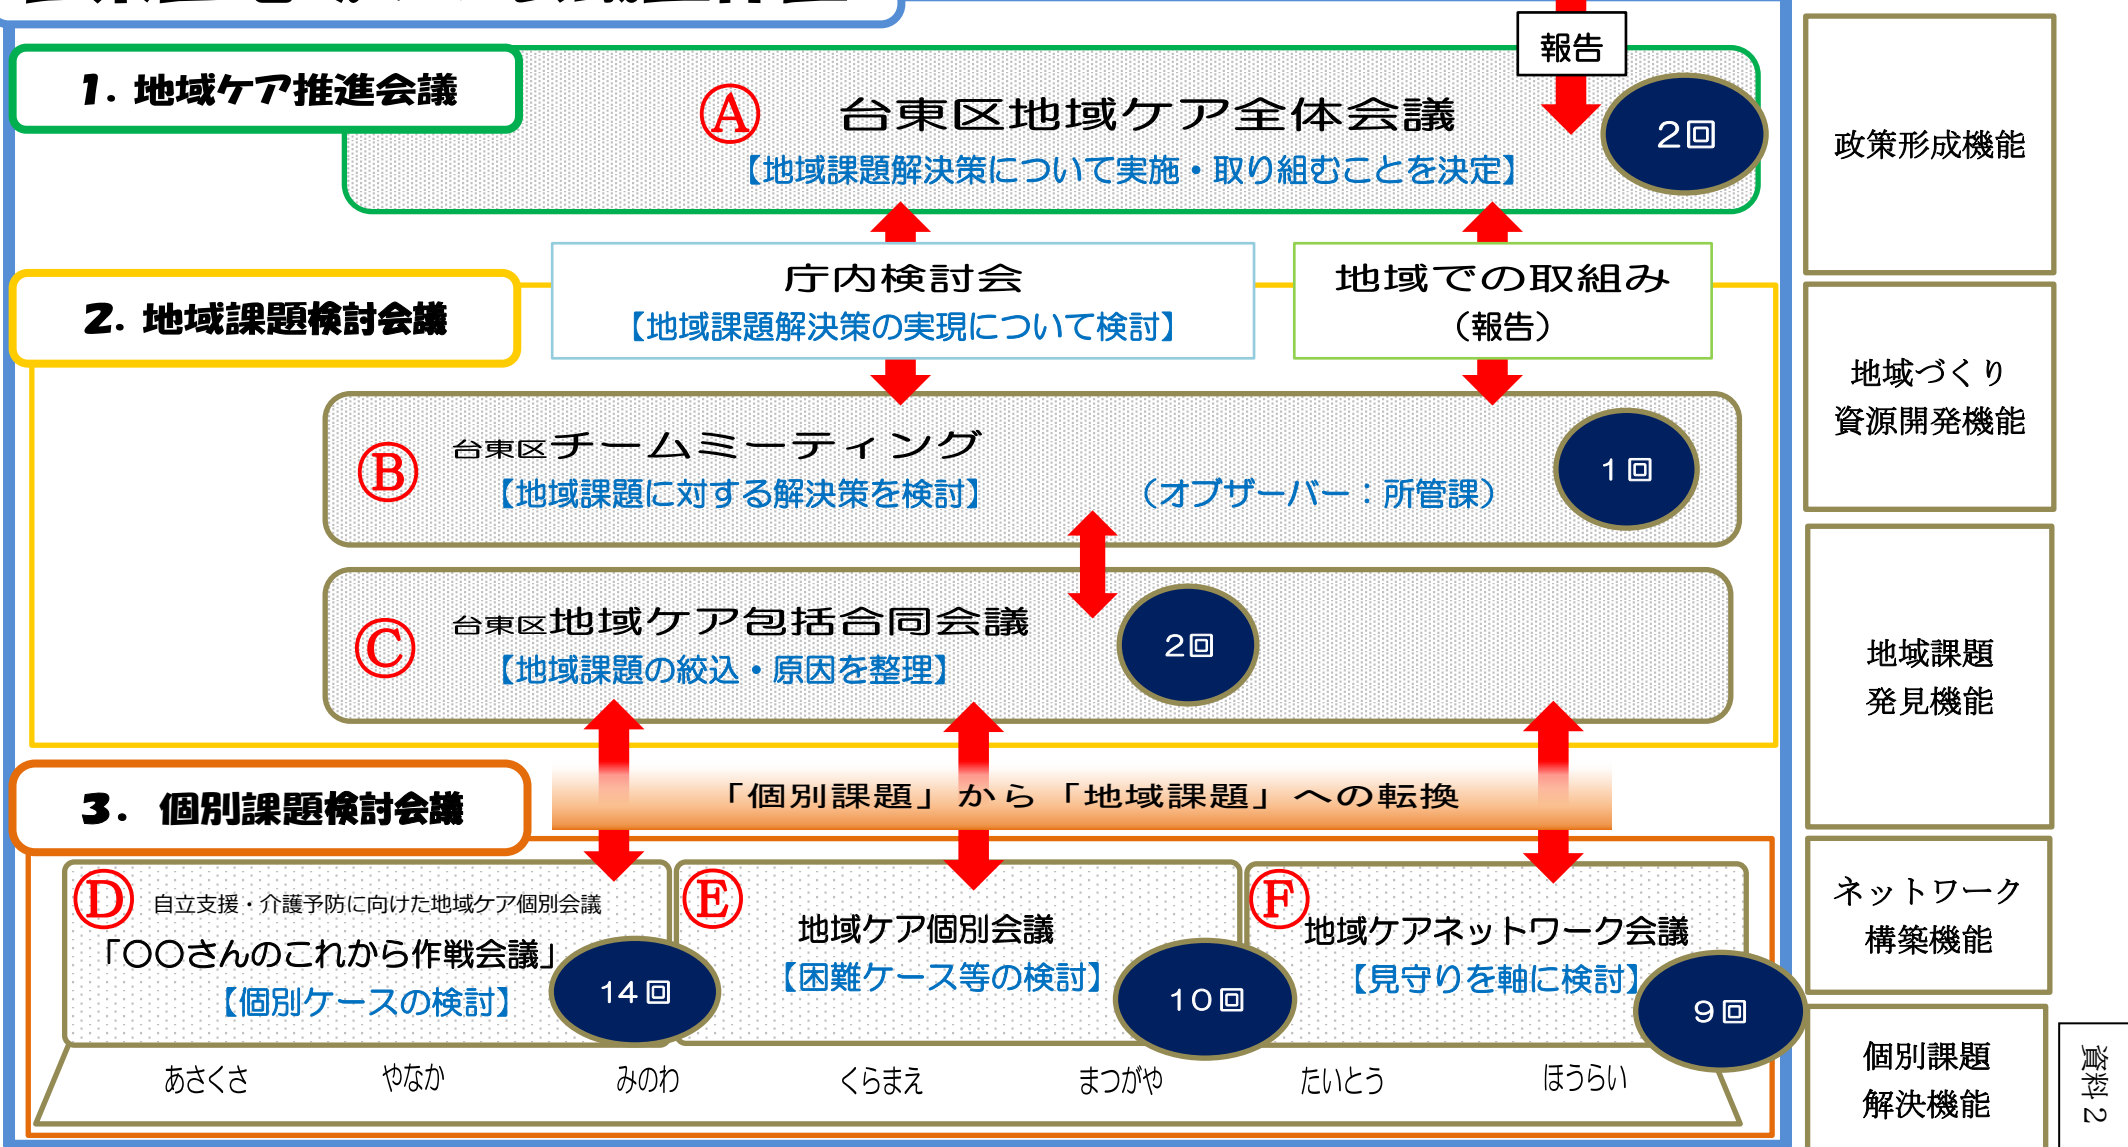 報告
1. 地域ケア推進会議
Ⓐ 台東区地域ケア全体会議
【地域課題解決策について実施・取り組むことを決定】
2回
庁内検討会
【地域課題解決策の実現について検討】
地域での取組み
（報告）
2. 地域課題検討会議
Ⓑ 台東区チームミーティング
【地域課題に対する解決策を検討】 （オブザーバー：所管課）
1回
Ⓒ 台東区地域ケア包括合同会議
【地域課題の絞込・原因を整理】
2回
3. 個別課題検討会議
「個別課題」から「地域課題」への転換
Ⓓ 自立支援・介護予防に向けた地域ケア個別会議
「〇〇さんのこれから作戦会議」
【個別ケースの検討】
14回
Ⓔ
地域ケア個別会議
【困難ケース等の検討】
10回
Ⓕ
地域ケアネットワーク会議
【見守りを軸に検討】
9回
あさくさ やなか みのわ くらまえ まつがや たいとう ほうらい
政策形成機能
地域づくり
資源開発機能
地域課題
発見機能
ネットワーク
構築機能
個別課題
解決機能
資料2